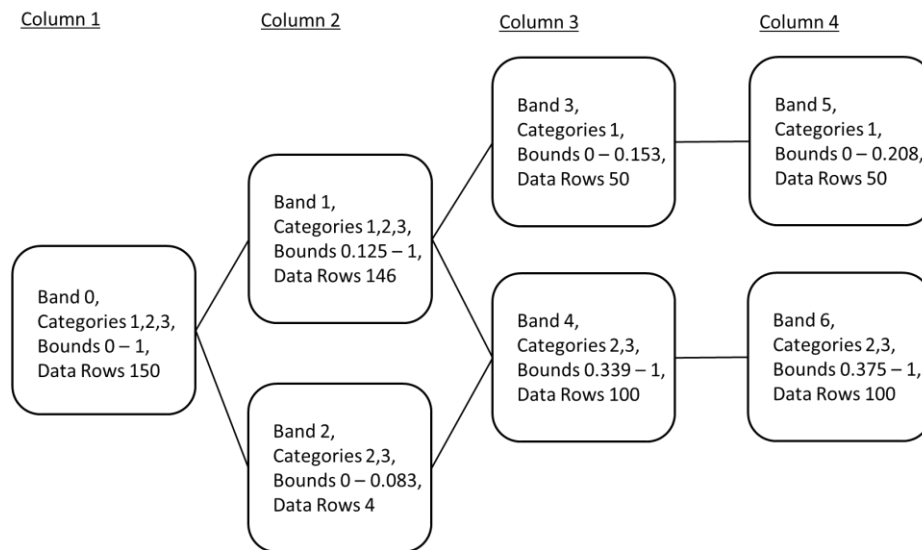 Column 1
Column 2
Column 3
Column 4
Band 0,
Categories 1,2,3,
Bounds 0 – 1,
Data Rows 150
Band 1,
Categories 1,2,3,
Bounds 0.125 – 1,
Data Rows 146
Band 2,
Categories 2,3,
Bounds 0 – 0.083,
Data Rows 4
Band 3,
Categories 1,
Bounds 0 – 0.153,
Data Rows 50
Band 4,
Categories 2,3,
Bounds 0.339 – 1,
Data Rows 100
Band 5,
Categories 1,
Bounds 0 – 0.208,
Data Rows 50
Band 6,
Categories 2,3,
Bounds 0.375 – 1,
Data Rows 100